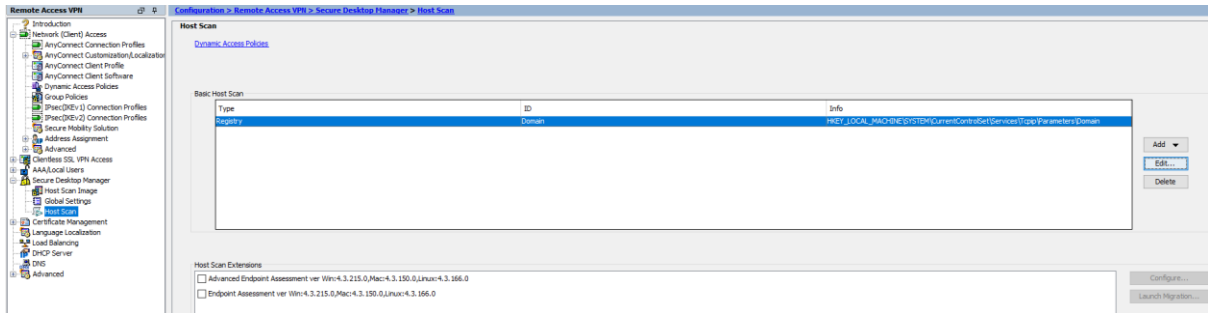 Remote Access VPN
Introduction
Network (Client) Access
AnyConnect Connection Profiles
AnyConnect Customization/Localization
AnyConnect Client Profile
AnyConnect Client Software
Dynamic Access Policies
Group Policies
IPsec(IKEv1) Connection Profiles
IPsec(IKEv2) Connection Profiles
Secure Mobility Solution
Address Assignment
Advanced
Clientless SSL VPN Access
AAA/Local Users
Secure Desktop Manager
Host Scan Image
Global Settings
Host Scan
Certificate Management
Language Localization
Load Balancing
DHCP Server
DNS
Advanced
Configuration > Remote Access VPN > Secure Desktop Manager > Host Scan
Host Scan
Dynamic Access Policies
Basic Host Scan
Type ID Info
Registry Domain HKEY_LOCAL_MACHINE\SYSTEM\CurrentControlSet\Services\Tcpip\Parameters\Domain
Add
Edit...
Delete
Host Scan Extensions
Advanced Endpoint Assessment ver Win:4.3.215.0,Mac:4.3.150.0,Linux:4.3.166.0
Endpoint Assessment ver Win:4.3.215.0,Mac:4.3.150.0,Linux:4.3.166.0
Configure...
Launch Migration...